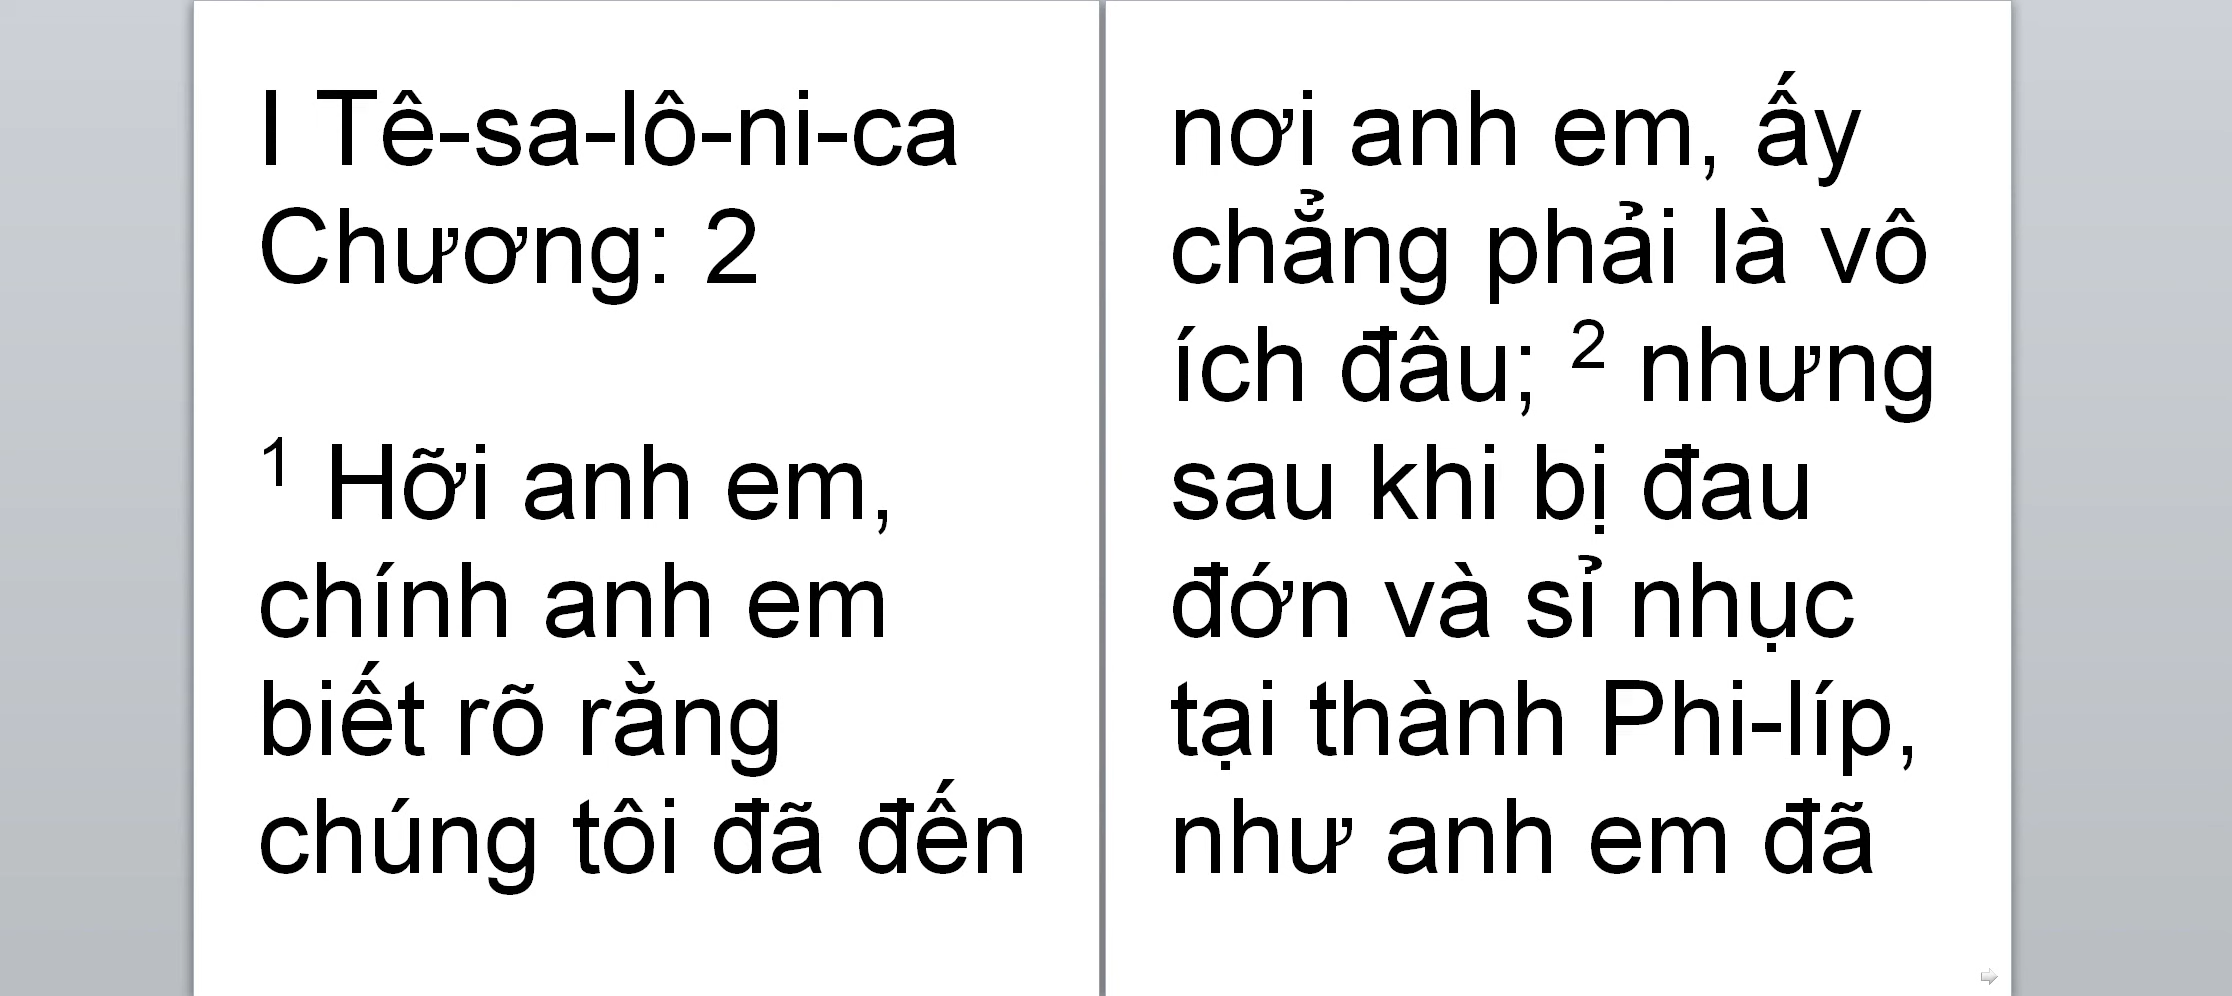 I Tê-sa-lô-ni-ca
Chương: 2
1 Hỡi anh em,
chính anh em
biết rõ rằng
chúng tôi đã đến
nơi anh em, ấy
chẳng phải là vô
ích đâu; 2 nhưng
sau khi bị đau
đớn và sỉ nhục
tại thành Phi-líp,
như anh em đã